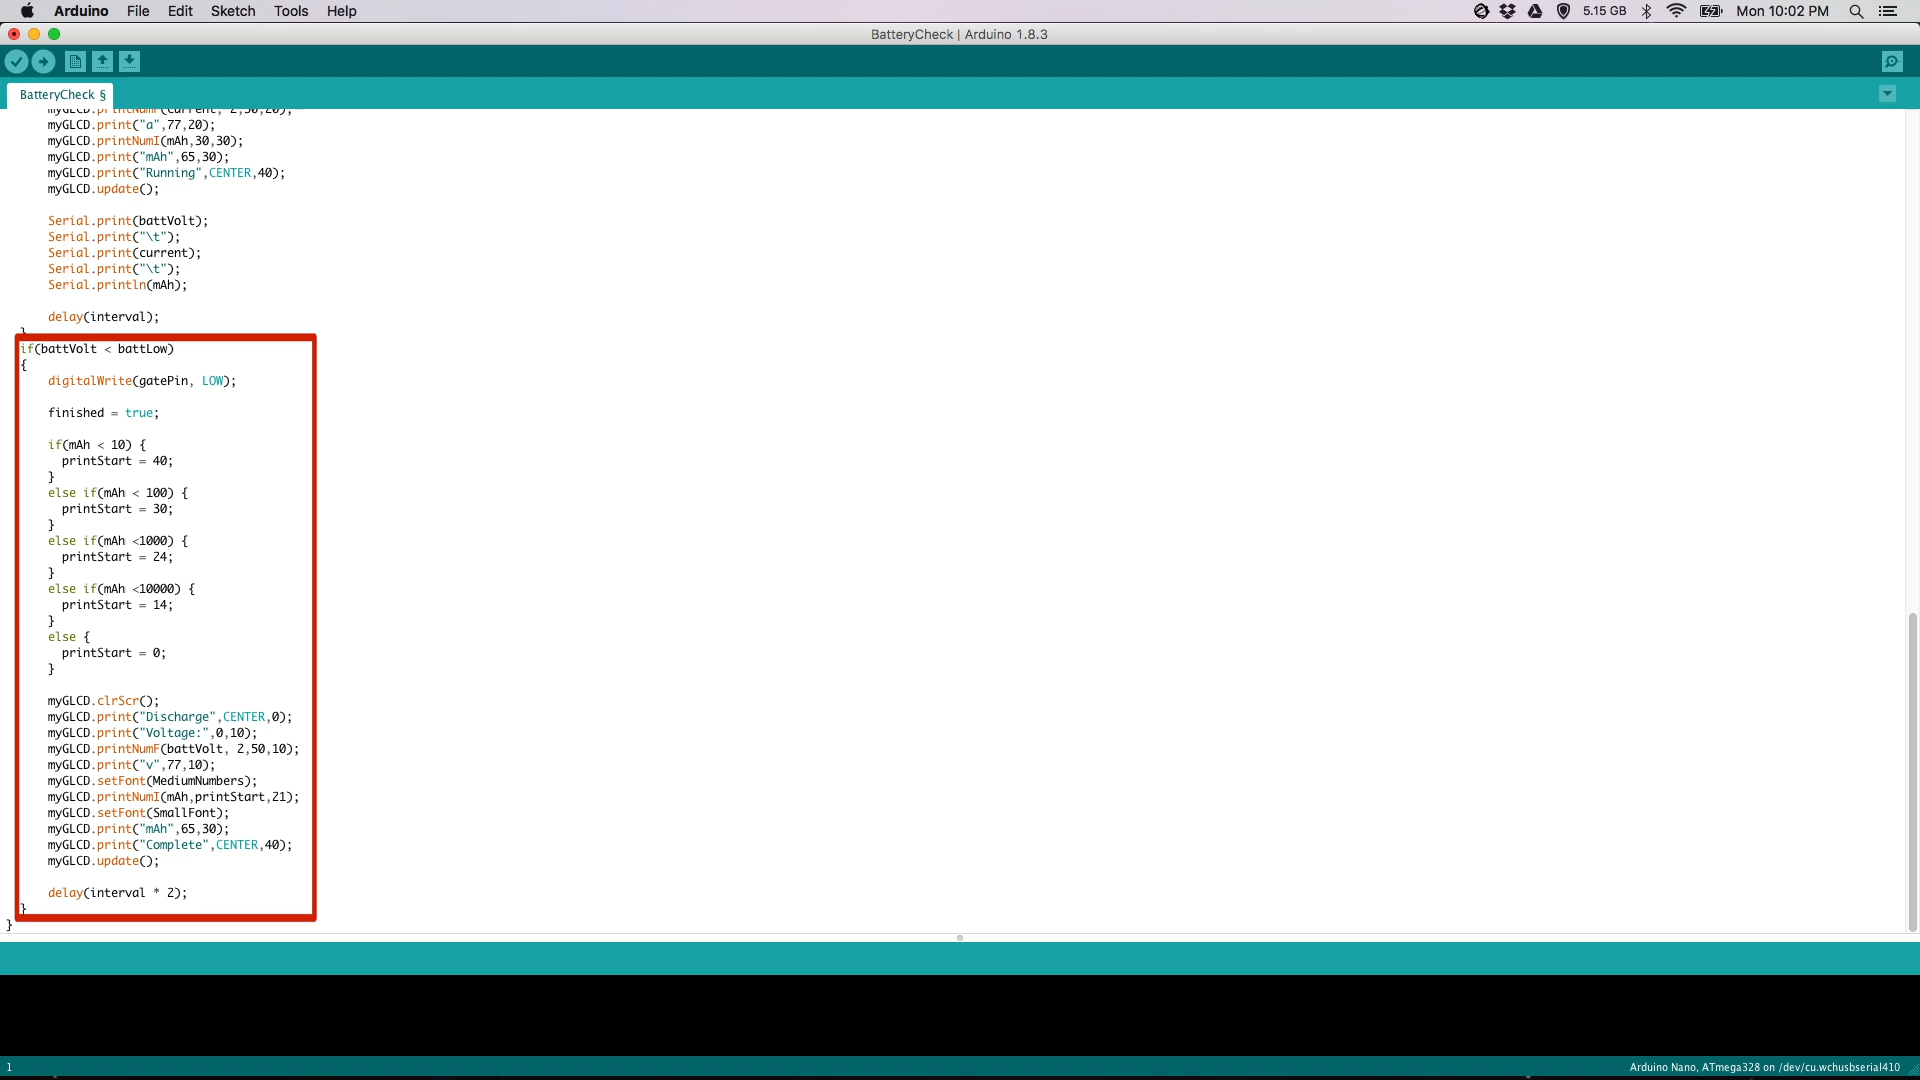 Arduino File Edit Sketch Tools Help 5.15 GB Mon 10:02 PM
BatteryCheck | Arduino 1.8.3
BatteryCheck §
myGLCD.printNumF(current, 2,50,20);
myGLCD.print("a",77,20);
myGLCD.printNumI(mAh,30,30);
myGLCD.print("mAh",65,30);
myGLCD.print("Running",CENTER,40);
myGLCD.update();
Serial.print(battVolt);
Serial.print("\t");
Serial.print(current);
Serial.print("\t");
Serial.println(mAh);
delay(interval);
}
if(battVolt < battLow)
{
digitalWrite(gatePin, LOW);
finished = true;
if(mAh < 10) {
printStart = 40;
}
else if(mAh < 100) {
printStart = 30;
}
else if(mAh <1000) {
printStart = 24;
}
else if(mAh <10000) {
printStart = 14;
}
else {
printStart = 0;
}
myGLCD.clrScr();
myGLCD.print("Discharge",CENTER,0);
myGLCD.print("Voltage:",0,10);
myGLCD.printNumF(battVolt, 2,50,10);
myGLCD.print("v",77,10);
myGLCD.setFont(MediumNumbers);
myGLCD.printNumI(mAh,printStart,21);
myGLCD.setFont(SmallFont);
myGLCD.print("mAh",65,30);
myGLCD.print("Complete",CENTER,40);
myGLCD.update();
delay(interval * 2);
}
}
1 Arduino Nano, ATmega328 on /dev/cu.wchusbserial410